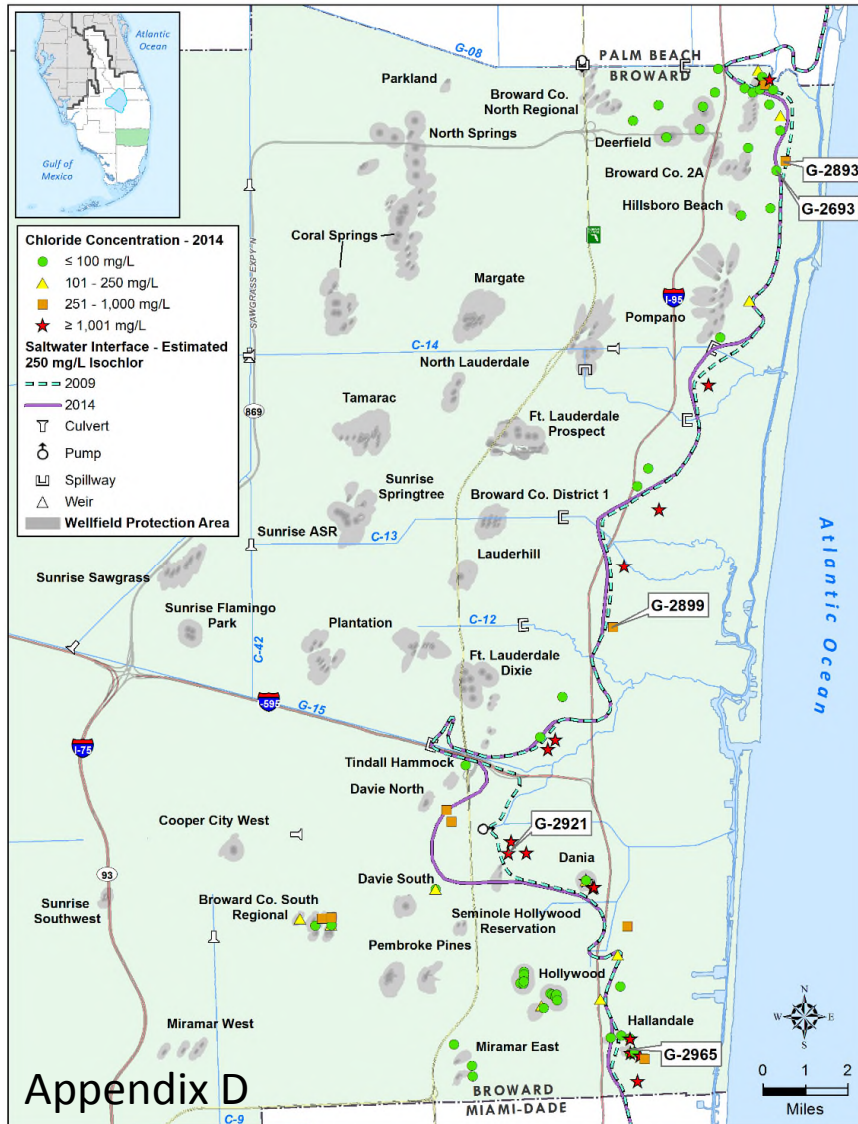 Atlantic
Ocean
Gulf of
Mexico
G-08
PALM BEACH
BROWARD
Parkland
Broward Co.
North Regional
North Springs
Deerfield
Broward Co. 2A
G-2893
G-2693
Hillsboro Beach
Chloride Concentration - 2014
≤ 100 mg/L
101 - 250 mg/L
251 - 1,000 mg/L
≥ 1,001 mg/L
Saltwater Interface - Estimated
250 mg/L Isochlor
2009
2014
Culvert
Pump
Spillway
Weir
Wellfield Protection Area
SAWGRASS EXPY N
Coral Springs
Margate
I-95
Pompano
C-14
North Lauderdale
869
Tamarac
Ft. Lauderdale
Prospect
Sunrise
Springtree
Broward Co. District 1
Sunrise ASR
C-13
Lauderhill
Atlantic Ocean
Sunrise Sawgrass
Sunrise Flamingo
Park
Plantation
C-12
G-2899
C-42
Ft. Lauderdale
Dixie
I-595
G-15
I-75
Tindall Hammock
Davie North
Cooper City West
G-2921
Dania
93
Davie South
Sunrise
Southwest
Broward Co. South
Regional
Seminole Hollywood
Reservation
Pembroke Pines
Hollywood
Miramar West
Hallandale
Miramar East
G-2965
N
W
E
S
0 1 2
Miles
Appendix D
BROWARD
MIAMI-DADE
C-9